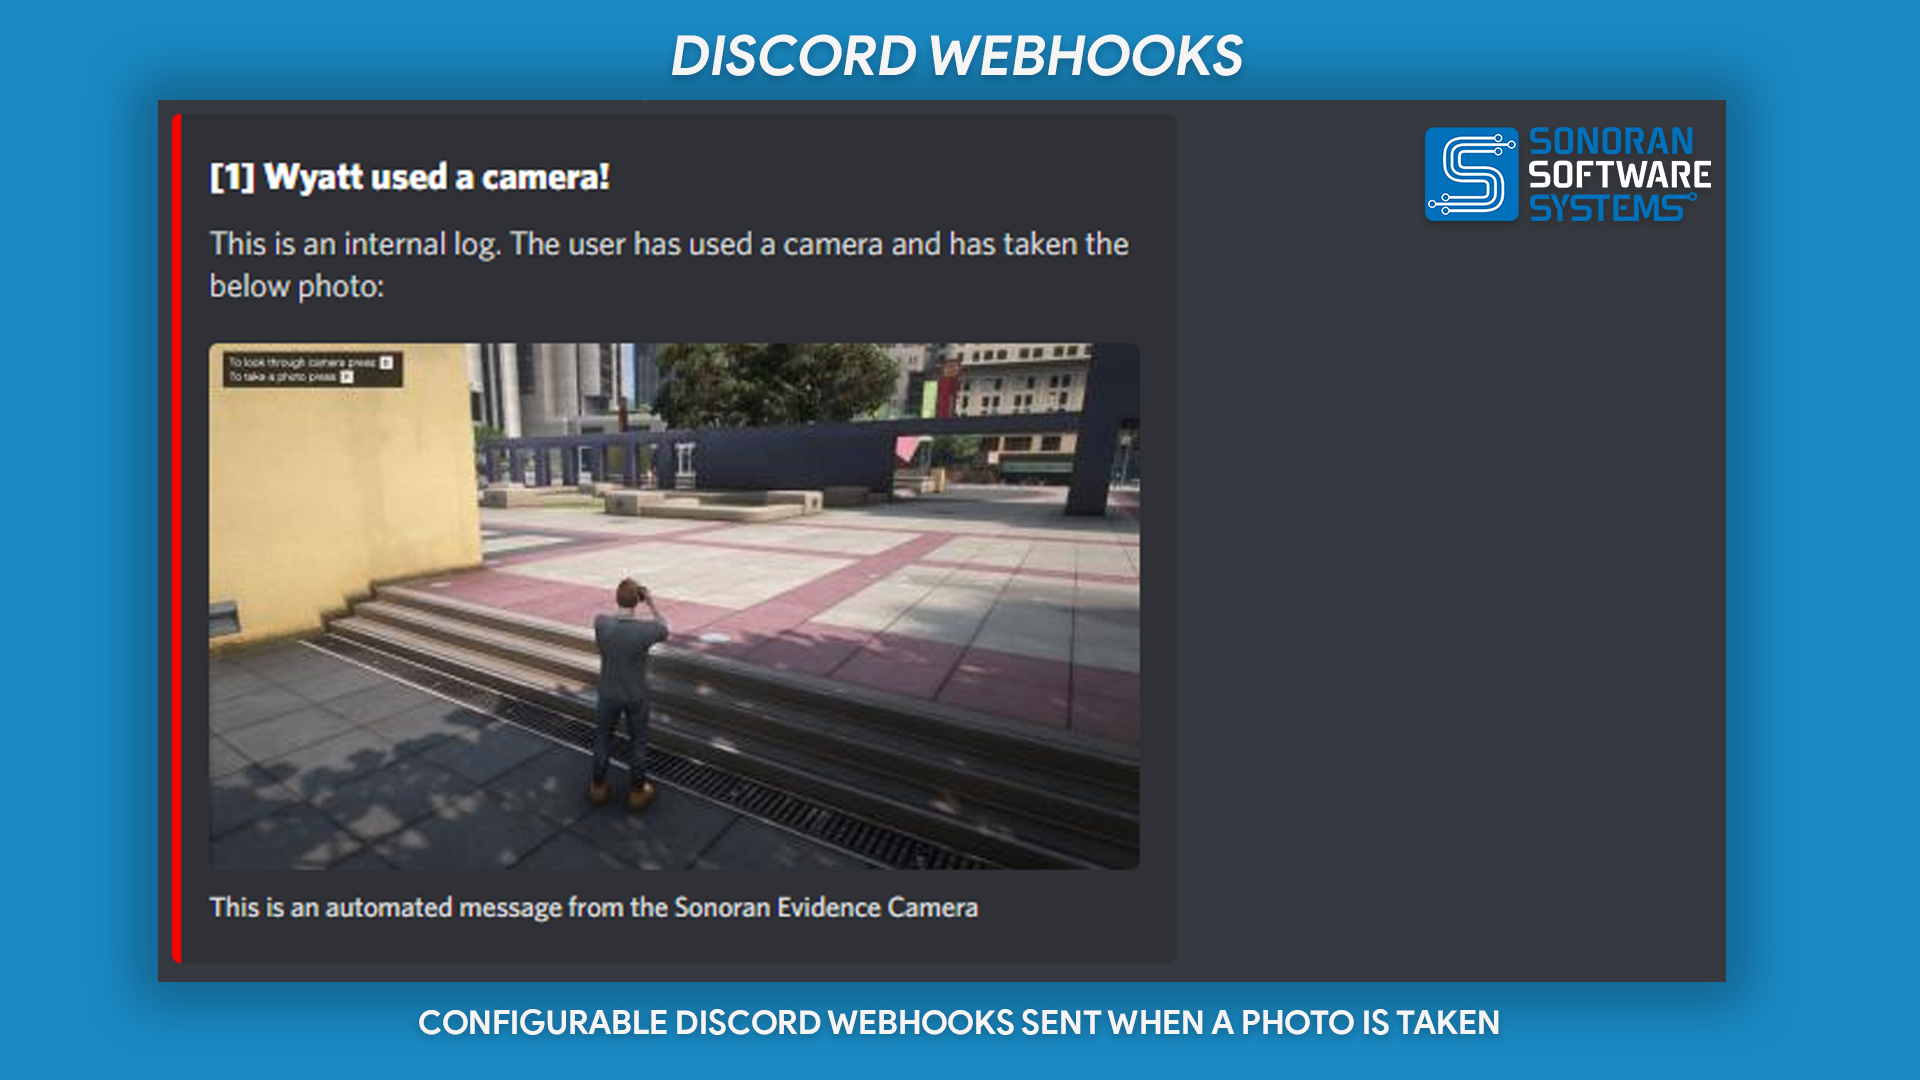 DISCORD WEBHOOKS
SONORAN
SOFTWARE
SYSTEMS
[1] Wyatt used a camera!
This is an internal log. The user has used a camera and has taken the
below photo:
To look through camera press
To take a photo press
This is an automated message from the Sonoran Evidence Camera
CONFIGURABLE DISCORD WEBHOOKS SENT WHEN A PHOTO IS TAKEN